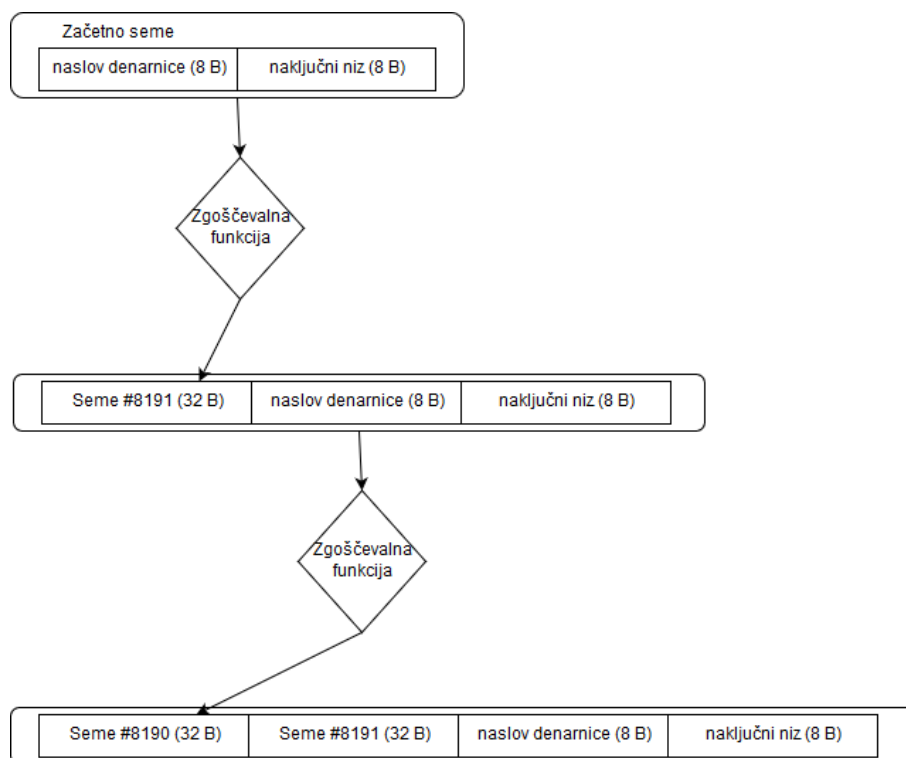 Začetno seme
naslov denarnice (8 B) naključni niz (8 B)
Zgoščevalna
funkcija
Seme #8191 (32 B) naslov denarnice (8 B) naključni niz (8 B)
Zgoščevalna
funkcija
Seme #8190 (32 B) Seme #8191 (32 B) naslov denarnice (8 B) naključni niz (8 B)